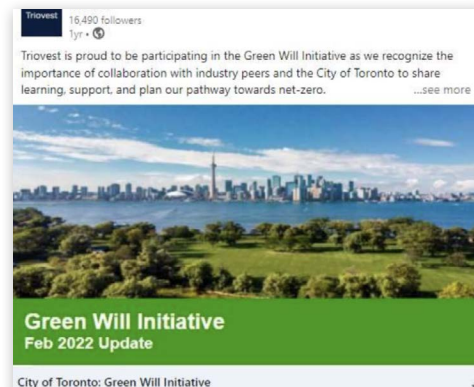 Triovest
16,490 followers
1yr •
Triovest is proud to be participating in the Green Will Initiative as we recognize the
importance of collaboration with industry peers and the City of Toronto to share
learning, support, and plan our pathway towards net-zero. ...see more
Green Will Initiative
Feb 2022 Update
City of Toronto: Green Will Initiative